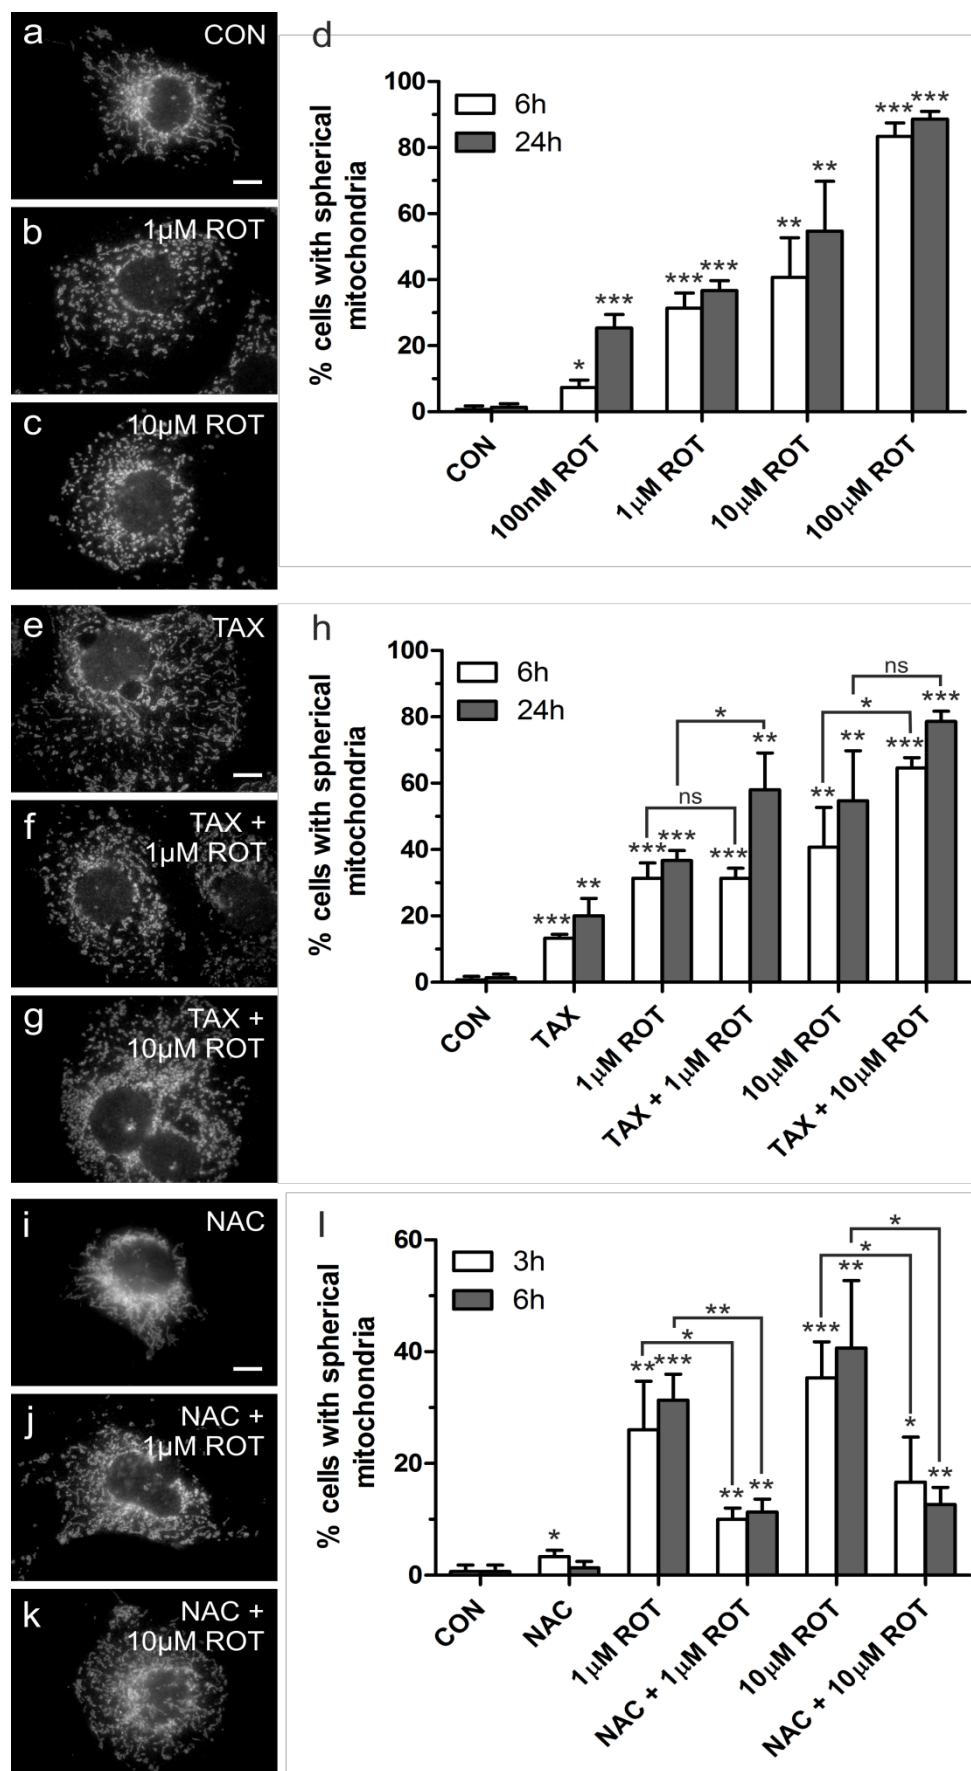 a
CON
b
1µM ROT
c
10µM ROT
d
% cells with spherical
mitochondria
100
80
60
40
20
0
6h
24h
*
***
***
***
**
**
***
***
CON
100nM ROT
1µM ROT
10µM ROT
100µM ROT
e
TAX
f
TAX +
1µM ROT
g
TAX +
10µM ROT
h
% cells with spherical
mitochondria
100
80
60
40
20
0
6h
24h
ns
*
*
ns
***
**
***
***
***
**
**
**
***
***
CON
TAX
1µM ROT
TAX + 1µM ROT
10µM ROT
TAX + 10µM ROT
i
NAC
j
NAC +
1µM ROT
k
NAC +
10µM ROT
l
% cells with spherical
mitochondria
60
40
20
0
3h
6h
*
*
**
*
*
**
***
**
**
***
**
*
**
CON
NAC
1µM ROT
NAC + 1µM ROT
10µM ROT
NAC + 10µM ROT